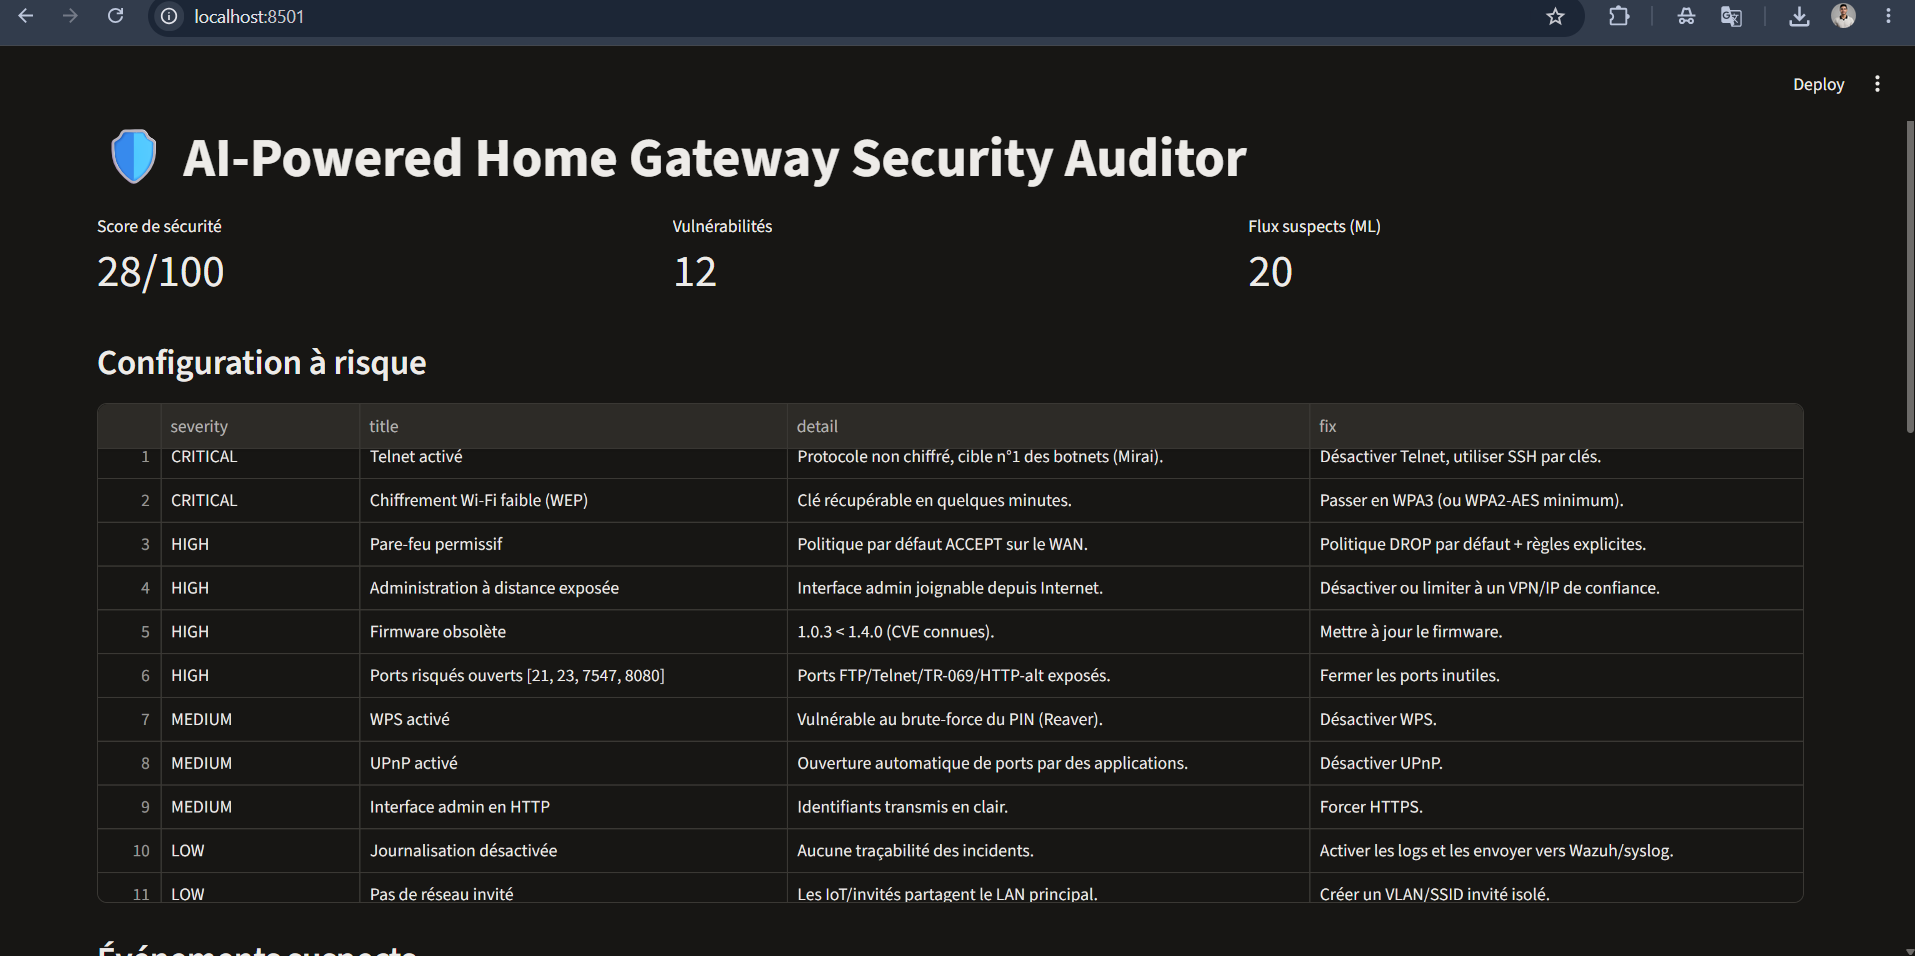 localhost:8501
Deploy
AI-Powered Home Gateway Security Auditor
Score de sécurité Vulnérabilités Flux suspects (ML)
28/100 12 20
Configuration à risque
severity title detail fix
1 CRITICAL Telnet activé Protocole non chiffré, cible n°1 des botnets (Mirai). Désactiver Telnet, utiliser SSH par clés.
2 CRITICAL Chiffrement Wi-Fi faible (WEP) Clé récupérable en quelques minutes. Passer en WPA3 (ou WPA2-AES minimum).
3 HIGH Pare-feu permissif Politique par défaut ACCEPT sur le WAN. Politique DROP par défaut + règles explicites.
4 HIGH Administration à distance exposée Interface admin joignable depuis Internet. Désactiver ou limiter à un VPN/IP de confiance.
5 HIGH Firmware obsolète 1.0.3 < 1.4.0 (CVE connues). Mettre à jour le firmware.
6 HIGH Ports risqués ouverts [21, 23, 7547, 8080] Ports FTP/Telnet/TR-069/HTTP-alt exposés. Fermer les ports inutiles.
7 MEDIUM WPS activé Vulnérable au brute-force du PIN (Reaver). Désactiver WPS.
8 MEDIUM UPnP activé Ouverture automatique de ports par des applications. Désactiver UPnP.
9 MEDIUM Interface admin en HTTP Identifiants transmis en clair. Forcer HTTPS.
10 LOW Journalisation désactivée Aucune traçabilité des incidents. Activer les logs et les envoyer vers Wazuh/syslog.
11 LOW Pas de réseau invité Les IoT/invités partagent le LAN principal. Créer un VLAN/SSID invité isolé.
Événements suspects